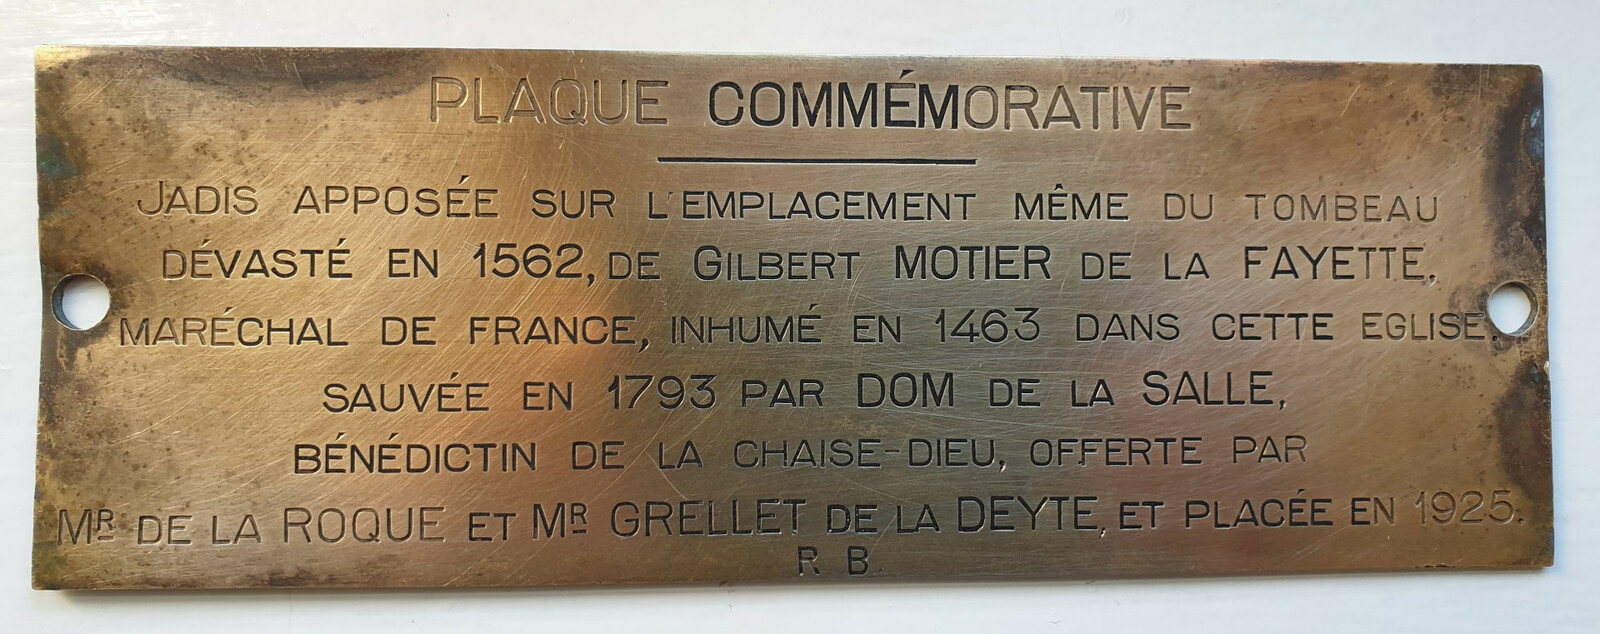 PLAQUE COMMÉMORATIVE
JADIS APPOSÉE SUR L'EMPLACEMENT MÊME DU TOMBEAU
DÉVASTÉ EN 1562, DE GILBERT MOTIER DE LA FAYETTE,
MARÉCHAL DE FRANCE, INHUMÉ EN 1463 DANS CETTE EGLISE.
SAUVÉE EN 1793 PAR DOM DE LA SALLE,
BÉNÉDICTIN DE LA CHAISE-DIEU, OFFERTE PAR
MR DE LA ROQUE ET MR GRELLET DE LA DEYTE, ET PLACÉE EN 1925.
R B.